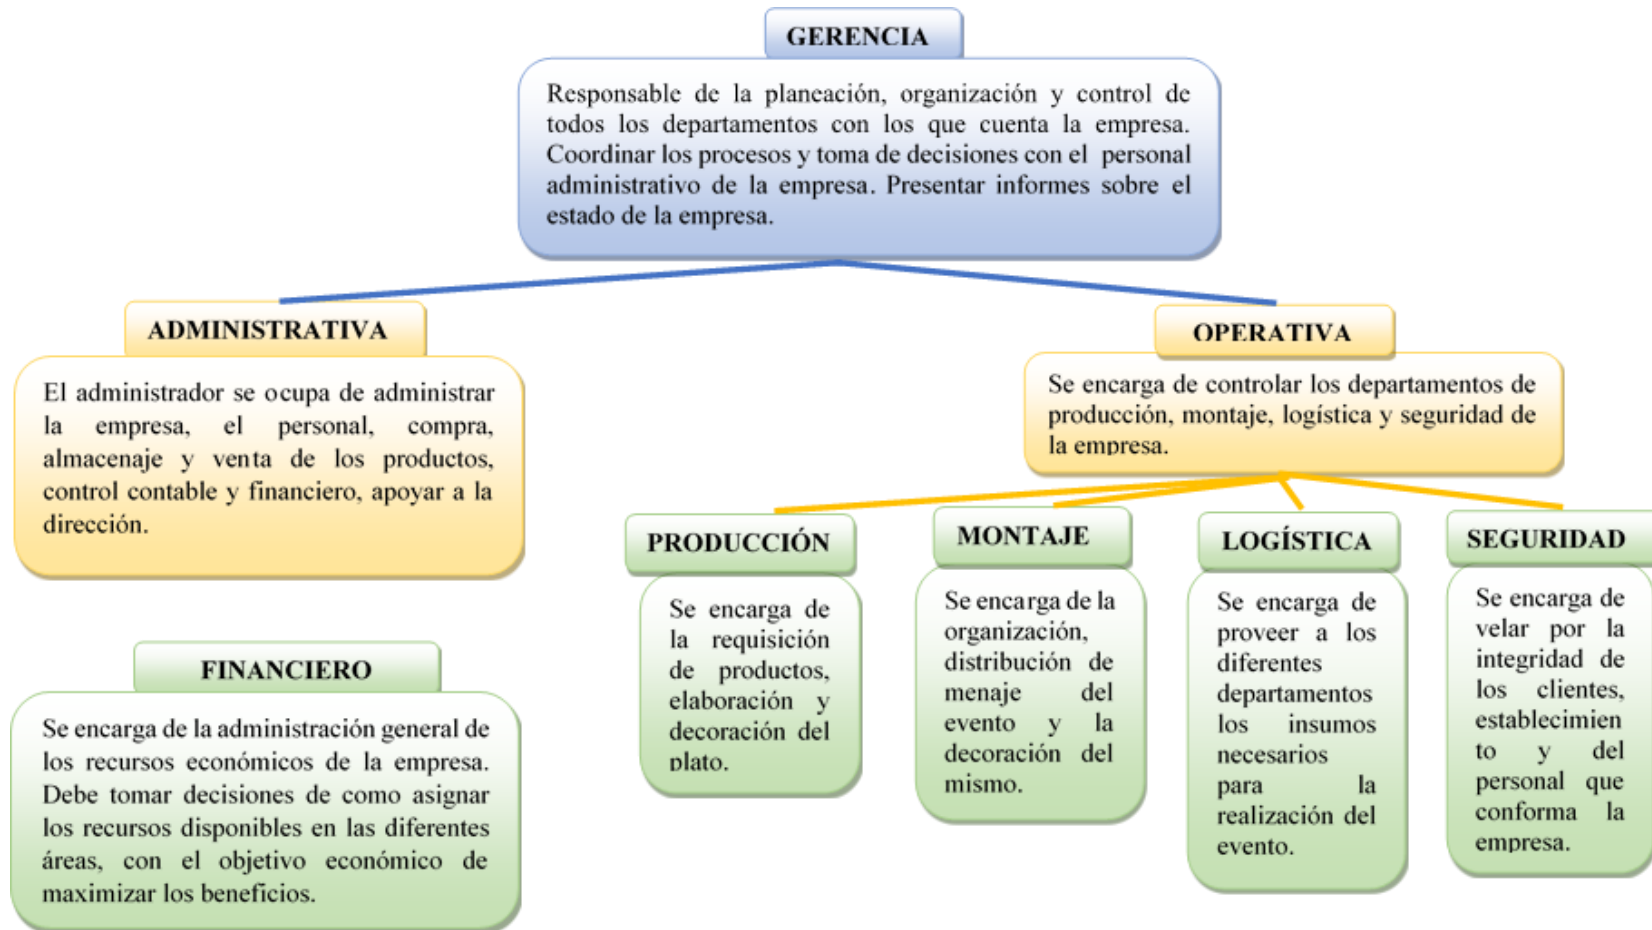 GERENCIA
Responsable de la planeación, organización y control de
todos los departamentos con los que cuenta la empresa.
Coordinar los procesos y toma de decisiones con el personal
administrativo de la empresa. Presentar informes sobre el
estado de la empresa.
ADMINISTRATIVA
El administrador se ocupa de administrar
la empresa, el personal, compra,
almacenaje y venta de los productos,
control contable y financiero, apoyar a la
dirección.
OPERATIVA
Se encarga de controlar los departamentos de
producción, montaje, logística y seguridad de
la empresa.
FINANCIERO
Se encarga de la administración general de
los recursos económicos de la empresa.
Debe tomar decisiones de como asignar
los recursos disponibles en las diferentes
áreas, con el objetivo económico de
maximizar los beneficios.
PRODUCCIÓN
Se encarga de
la requisición
de productos,
elaboración y
decoración del
plato.
MONTAJE
Se encarga de la
organización,
distribución de
menaje del
evento y la
decoración del
mismo.
LOGÍSTICA
Se encarga de
proveer a los
diferentes
departamentos
los insumos
necesarios
para la
realización del
evento.
SEGURIDAD
Se encarga de
velar por la
integridad de
los clientes,
establecimien
to y del
personal que
conforma la
empresa.